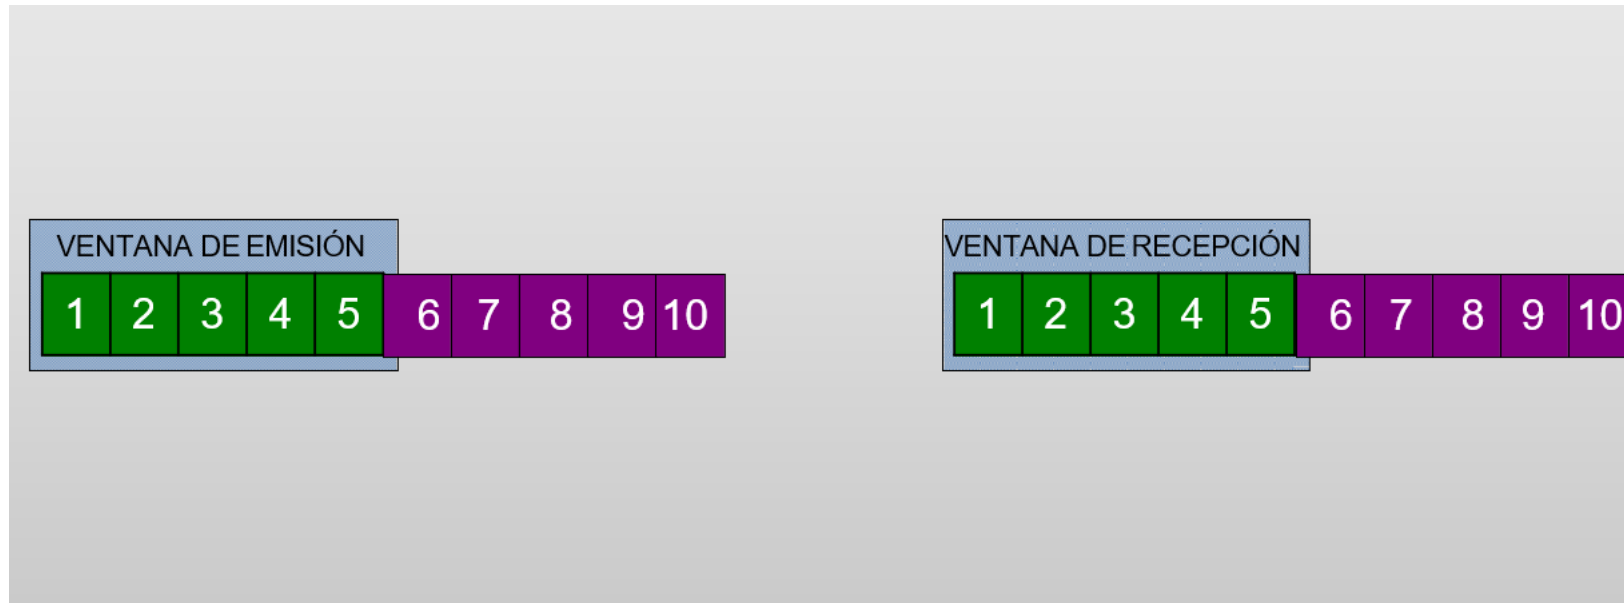 VENTANA DE EMISIÓN
1 2 3 4 5 6 7 8 9 10
VENTANA DE RECEPCIÓN
1 2 3 4 5 6 7 8 9 10